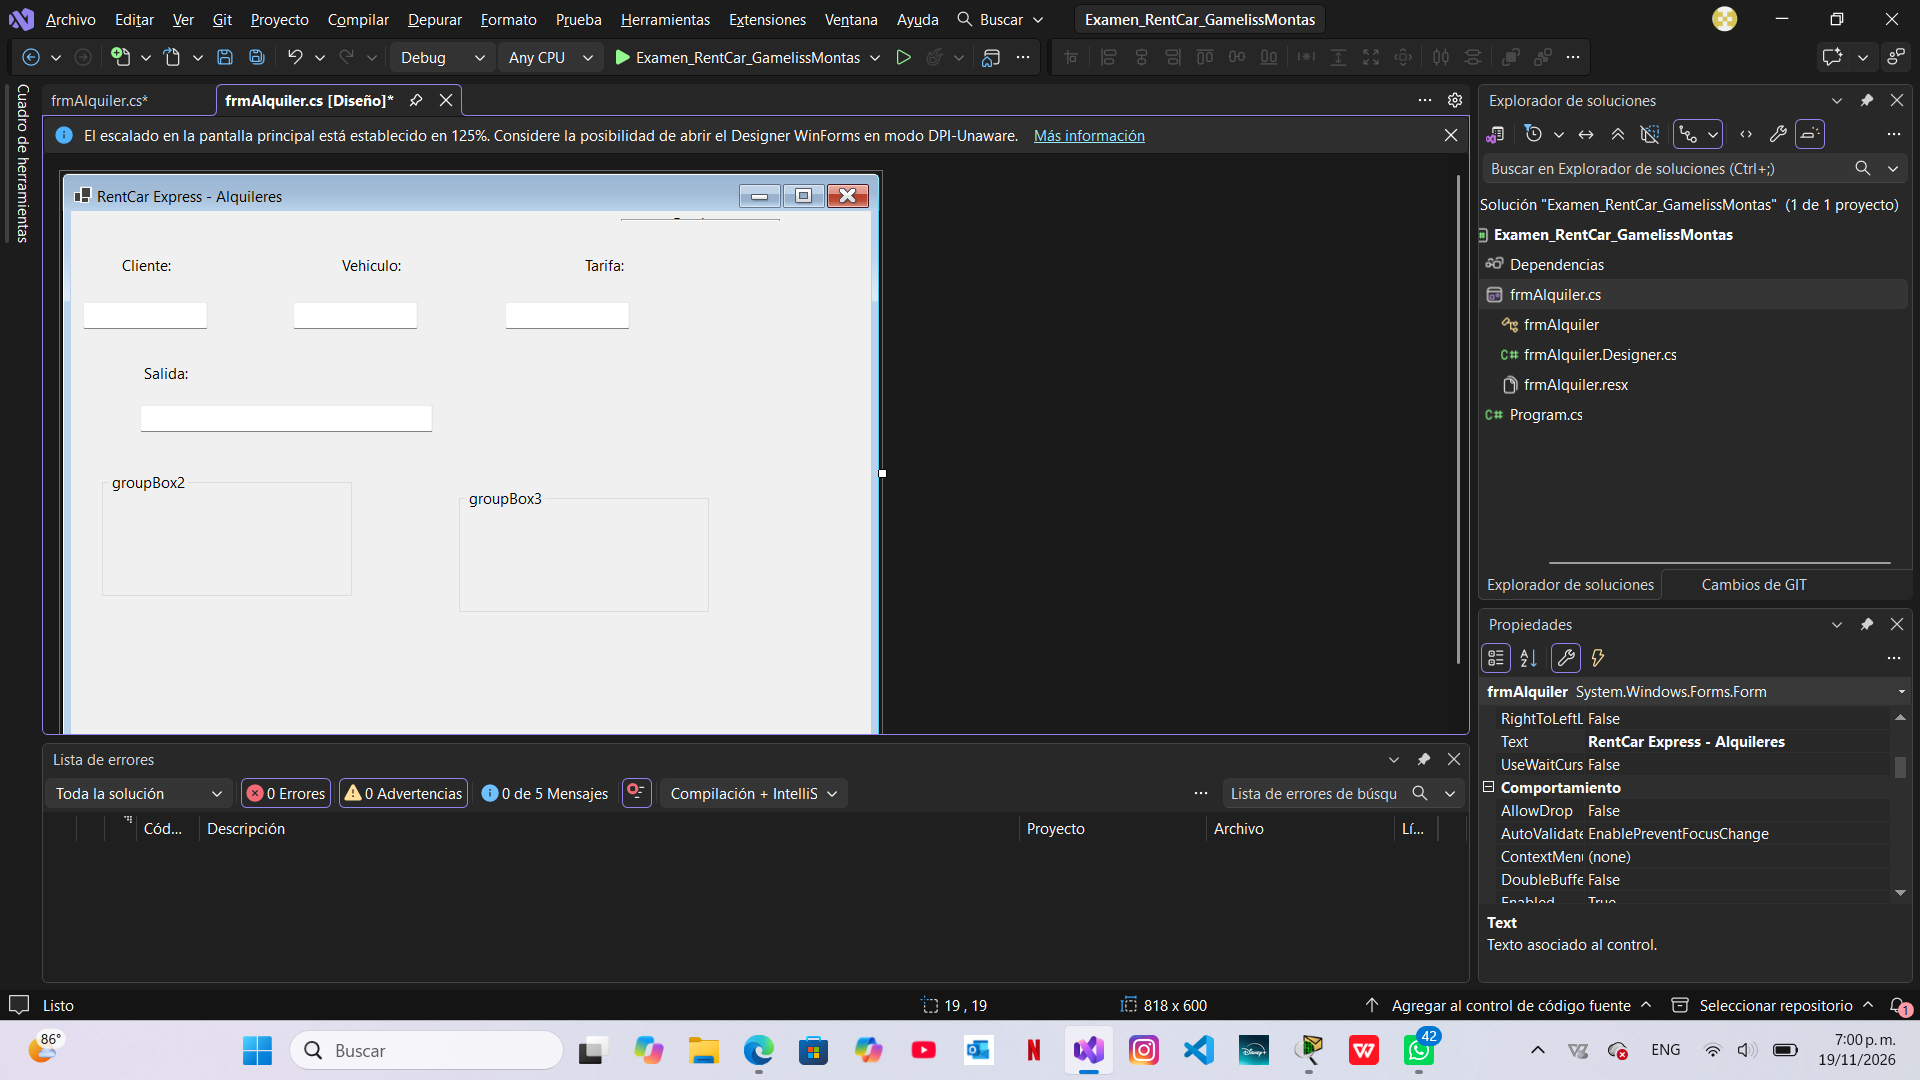 Archivo Editar Ver Git Proyecto Compilar Depurar Formato Prueba Herramientas Extensiones Ventana Ayuda Buscar Examen_RentCar_GamelissMontas
Debug Any CPU Examen_RentCar_GamelissMontas
Cuadro de herramientas
frmAlquiler.cs* frmAlquiler.cs [Diseño]*
El escalado en la pantalla principal está establecido en 125%. Considere la posibilidad de abrir el Designer WinForms en modo DPI-Unaware. Más información
RentCar Express - Alquileres
Cliente: Vehiculo: Tarifa:
Salida:
groupBox2
groupBox3
Lista de errores
Toda la solución 0 Errores 0 Advertencias 0 de 5 Mensajes Compilación + IntelliS Lista de errores de búsqu
Cód... Descripción Proyecto Archivo Lí...
Explorador de soluciones
Buscar en Explorador de soluciones (Ctrl+;)
Solución "Examen_RentCar_GamelissMontas" (1 de 1 proyecto)
Examen_RentCar_GamelissMontas
Dependencias
frmAlquiler.cs
frmAlquiler
C# frmAlquiler.Designer.cs
frmAlquiler.resx
C# Program.cs
Explorador de soluciones Cambios de GIT
Propiedades
frmAlquiler System.Windows.Forms.Form
RightToLeftL False
Text RentCar Express - Alquileres
UseWaitCurs False
Comportamiento
AllowDrop False
AutoValidate EnablePreventFocusChange
ContextMenu (none)
DoubleBuffe False
Enabled True
Text
Texto asociado al control.
Listo 19 , 19 818 x 600 Agregar al control de código fuente Seleccionar repositorio 1
86° Buscar Disney+ 42 ENG 7:00 p. m.
19/11/2026